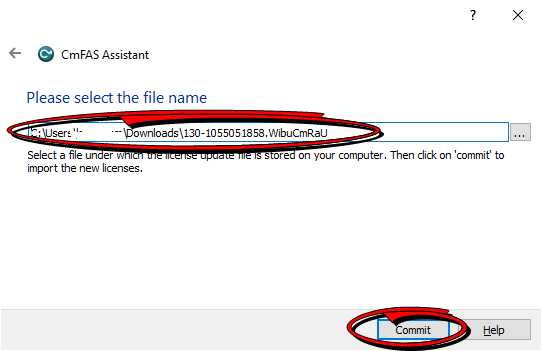 ?
CmFAS Assistant
Please select the file name
C:\Users\ \Downloads\130-1055051858.WibuCmRaU
...
Select a file under which the license update file is stored on your computer. Then click on 'commit' to
import the new licenses.
Commit
Help